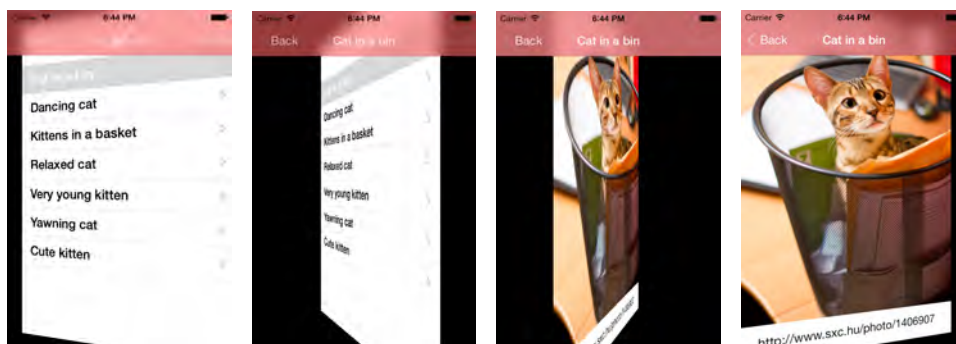 Carrier 6:44 PM
Cat in a bin
Dancing cat
Kittens in a basket
Relaxed cat
Very young kitten
Yawning cat
Cute kitten
Carrier 6:44 PM
Back Cat in a bin
Dancing cat
Kittens in a basket
Relaxed cat
Very young kitten
Yawning cat
Cute kitten
Carrier 6:44 PM
Back Cat in a bin
Carrier 6:44 PM
Back Cat in a bin
http://www.sxc.hu/photo/1406907